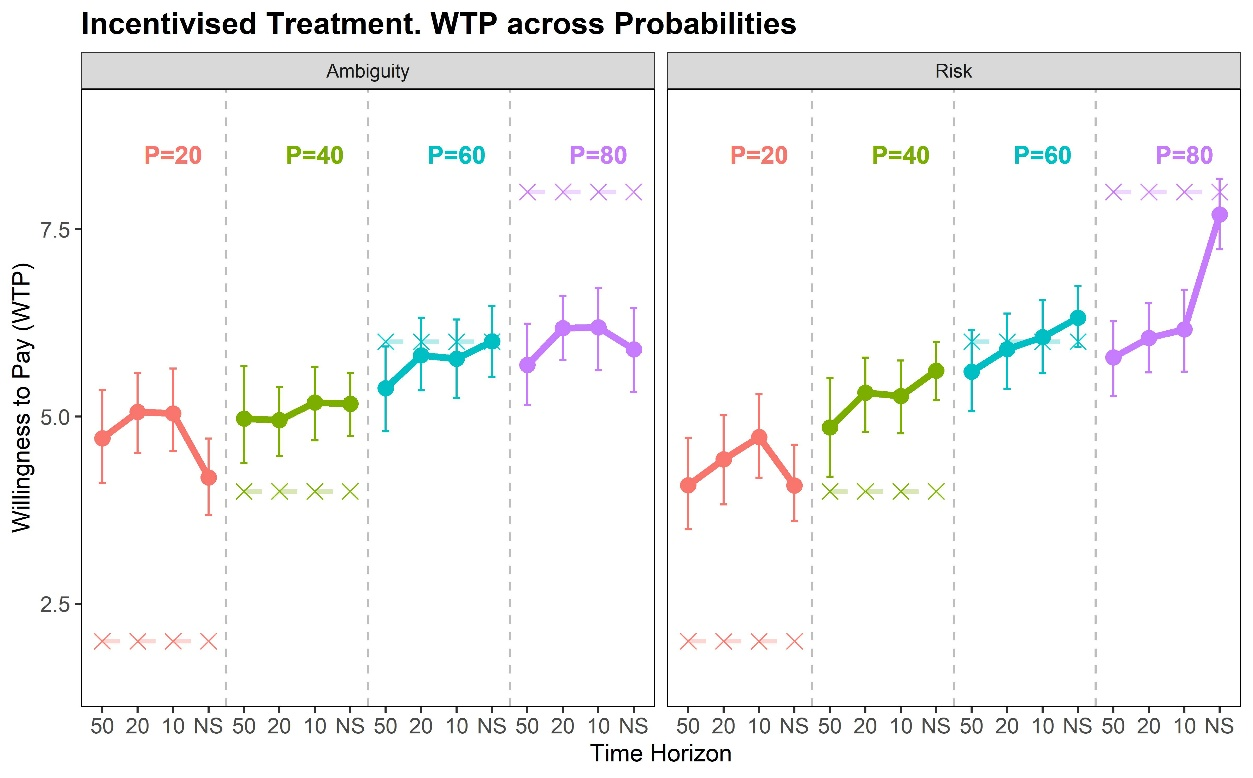 Incentivised Treatment. WTP across Probabilities
Ambiguity
Risk
P=20 P=40 P=60 P=80
P=20 P=40 P=60 P=80
Willingness to Pay (WTP)
7.5
5.0
2.5
50 20 10 NS 50 20 10 NS 50 20 10 NS 50 20 10 NS
50 20 10 NS 50 20 10 NS 50 20 10 NS 50 20 10 NS
Time Horizon